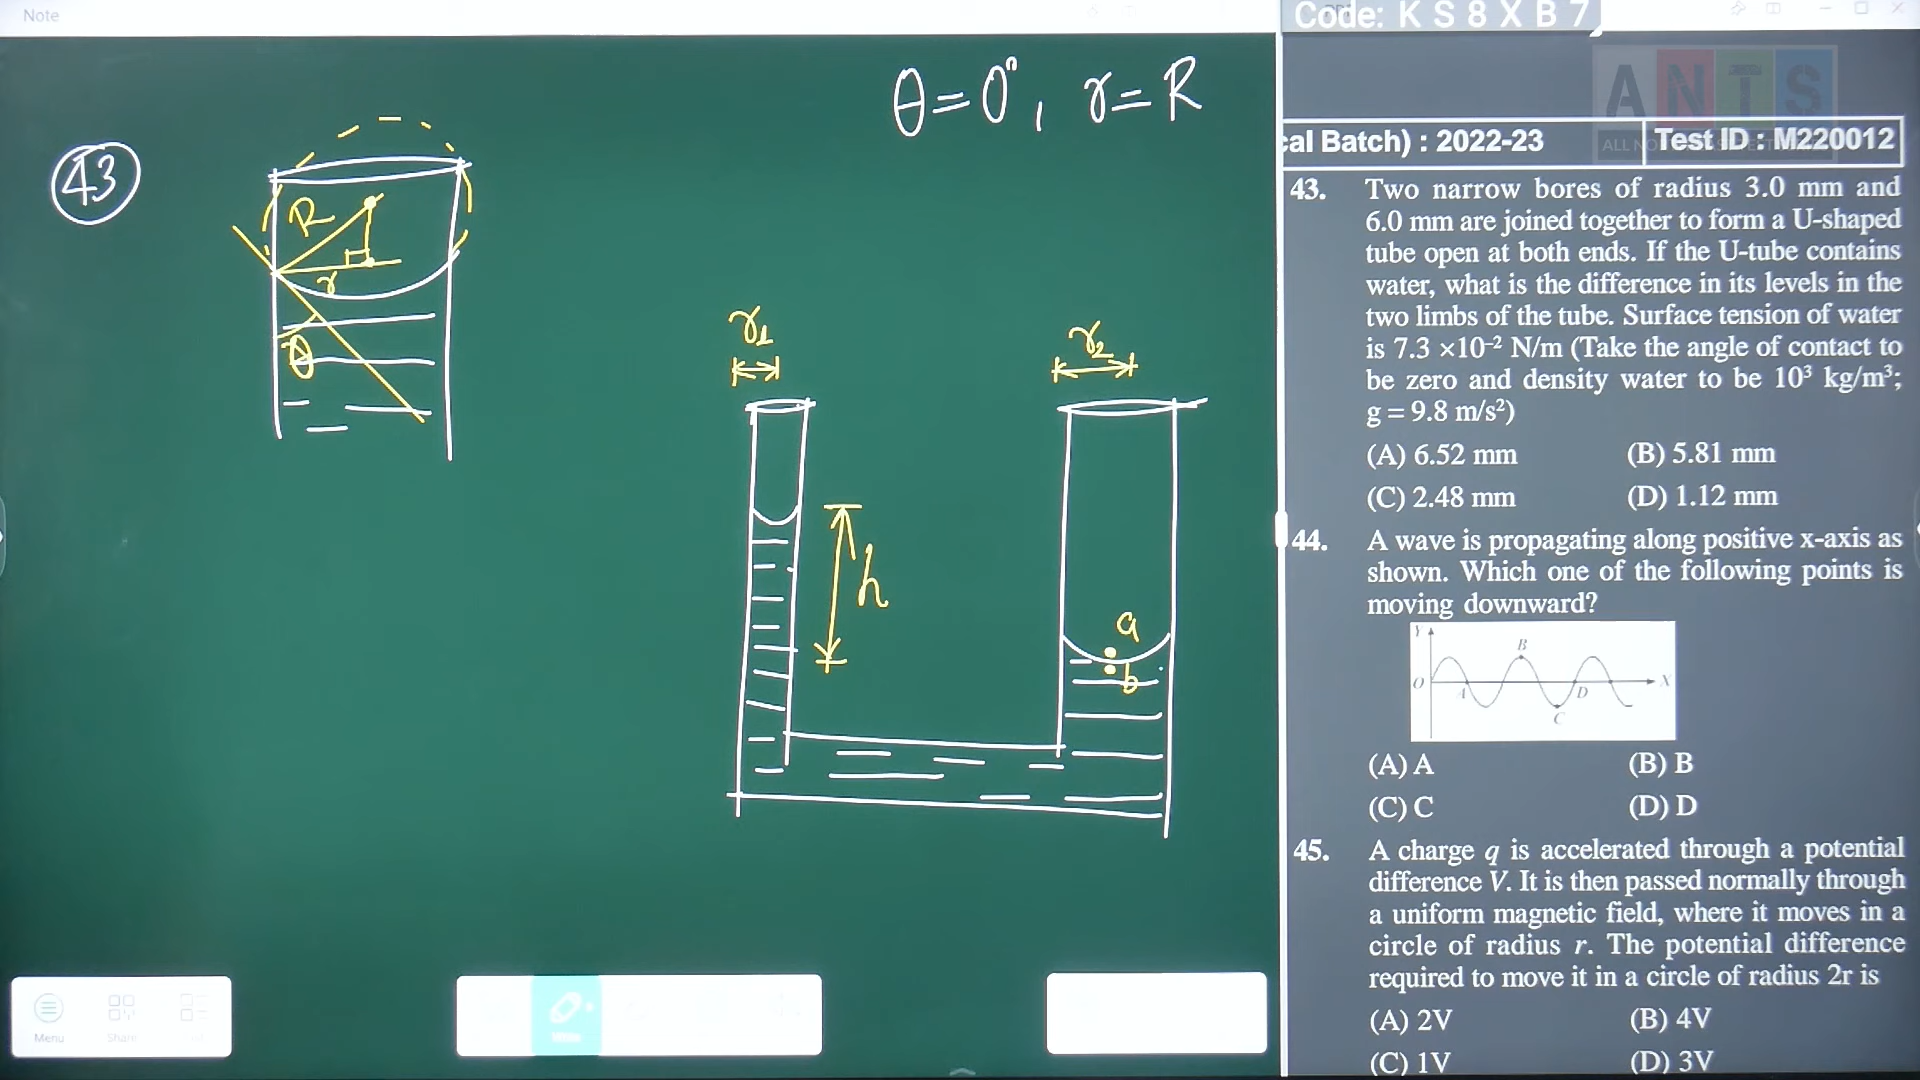 Note
Code: K S 8 X B 7
ANTS
cal Batch) : 2022-23
Test ID : M220012
θ = 0°, r = R
43
R
r
θ
r1
r2
h
a
b
43. Two narrow bores of radius 3.0 mm and
6.0 mm are joined together to form a U-shaped
tube open at both ends. If the U-tube contains
water, what is the difference in its levels in the
two limbs of the tube. Surface tension of water
is 7.3 ×10⁻² N/m (Take the angle of contact to
be zero and density water to be 10³ kg/m³;
g = 9.8 m/s²)
(A) 6.52 mm (B) 5.81 mm
(C) 2.48 mm (D) 1.12 mm
44. A wave is propagating along positive x-axis as
shown. Which one of the following points is
moving downward?
Y
B
O A D X
C
(A) A (B) B
(C) C (D) D
45. A charge q is accelerated through a potential
difference V. It is then passed normally through
a uniform magnetic field, where it moves in a
circle of radius r. The potential difference
required to move it in a circle of radius 2r is
(A) 2V (B) 4V
(C) 1V (D) 3V
Menu Share